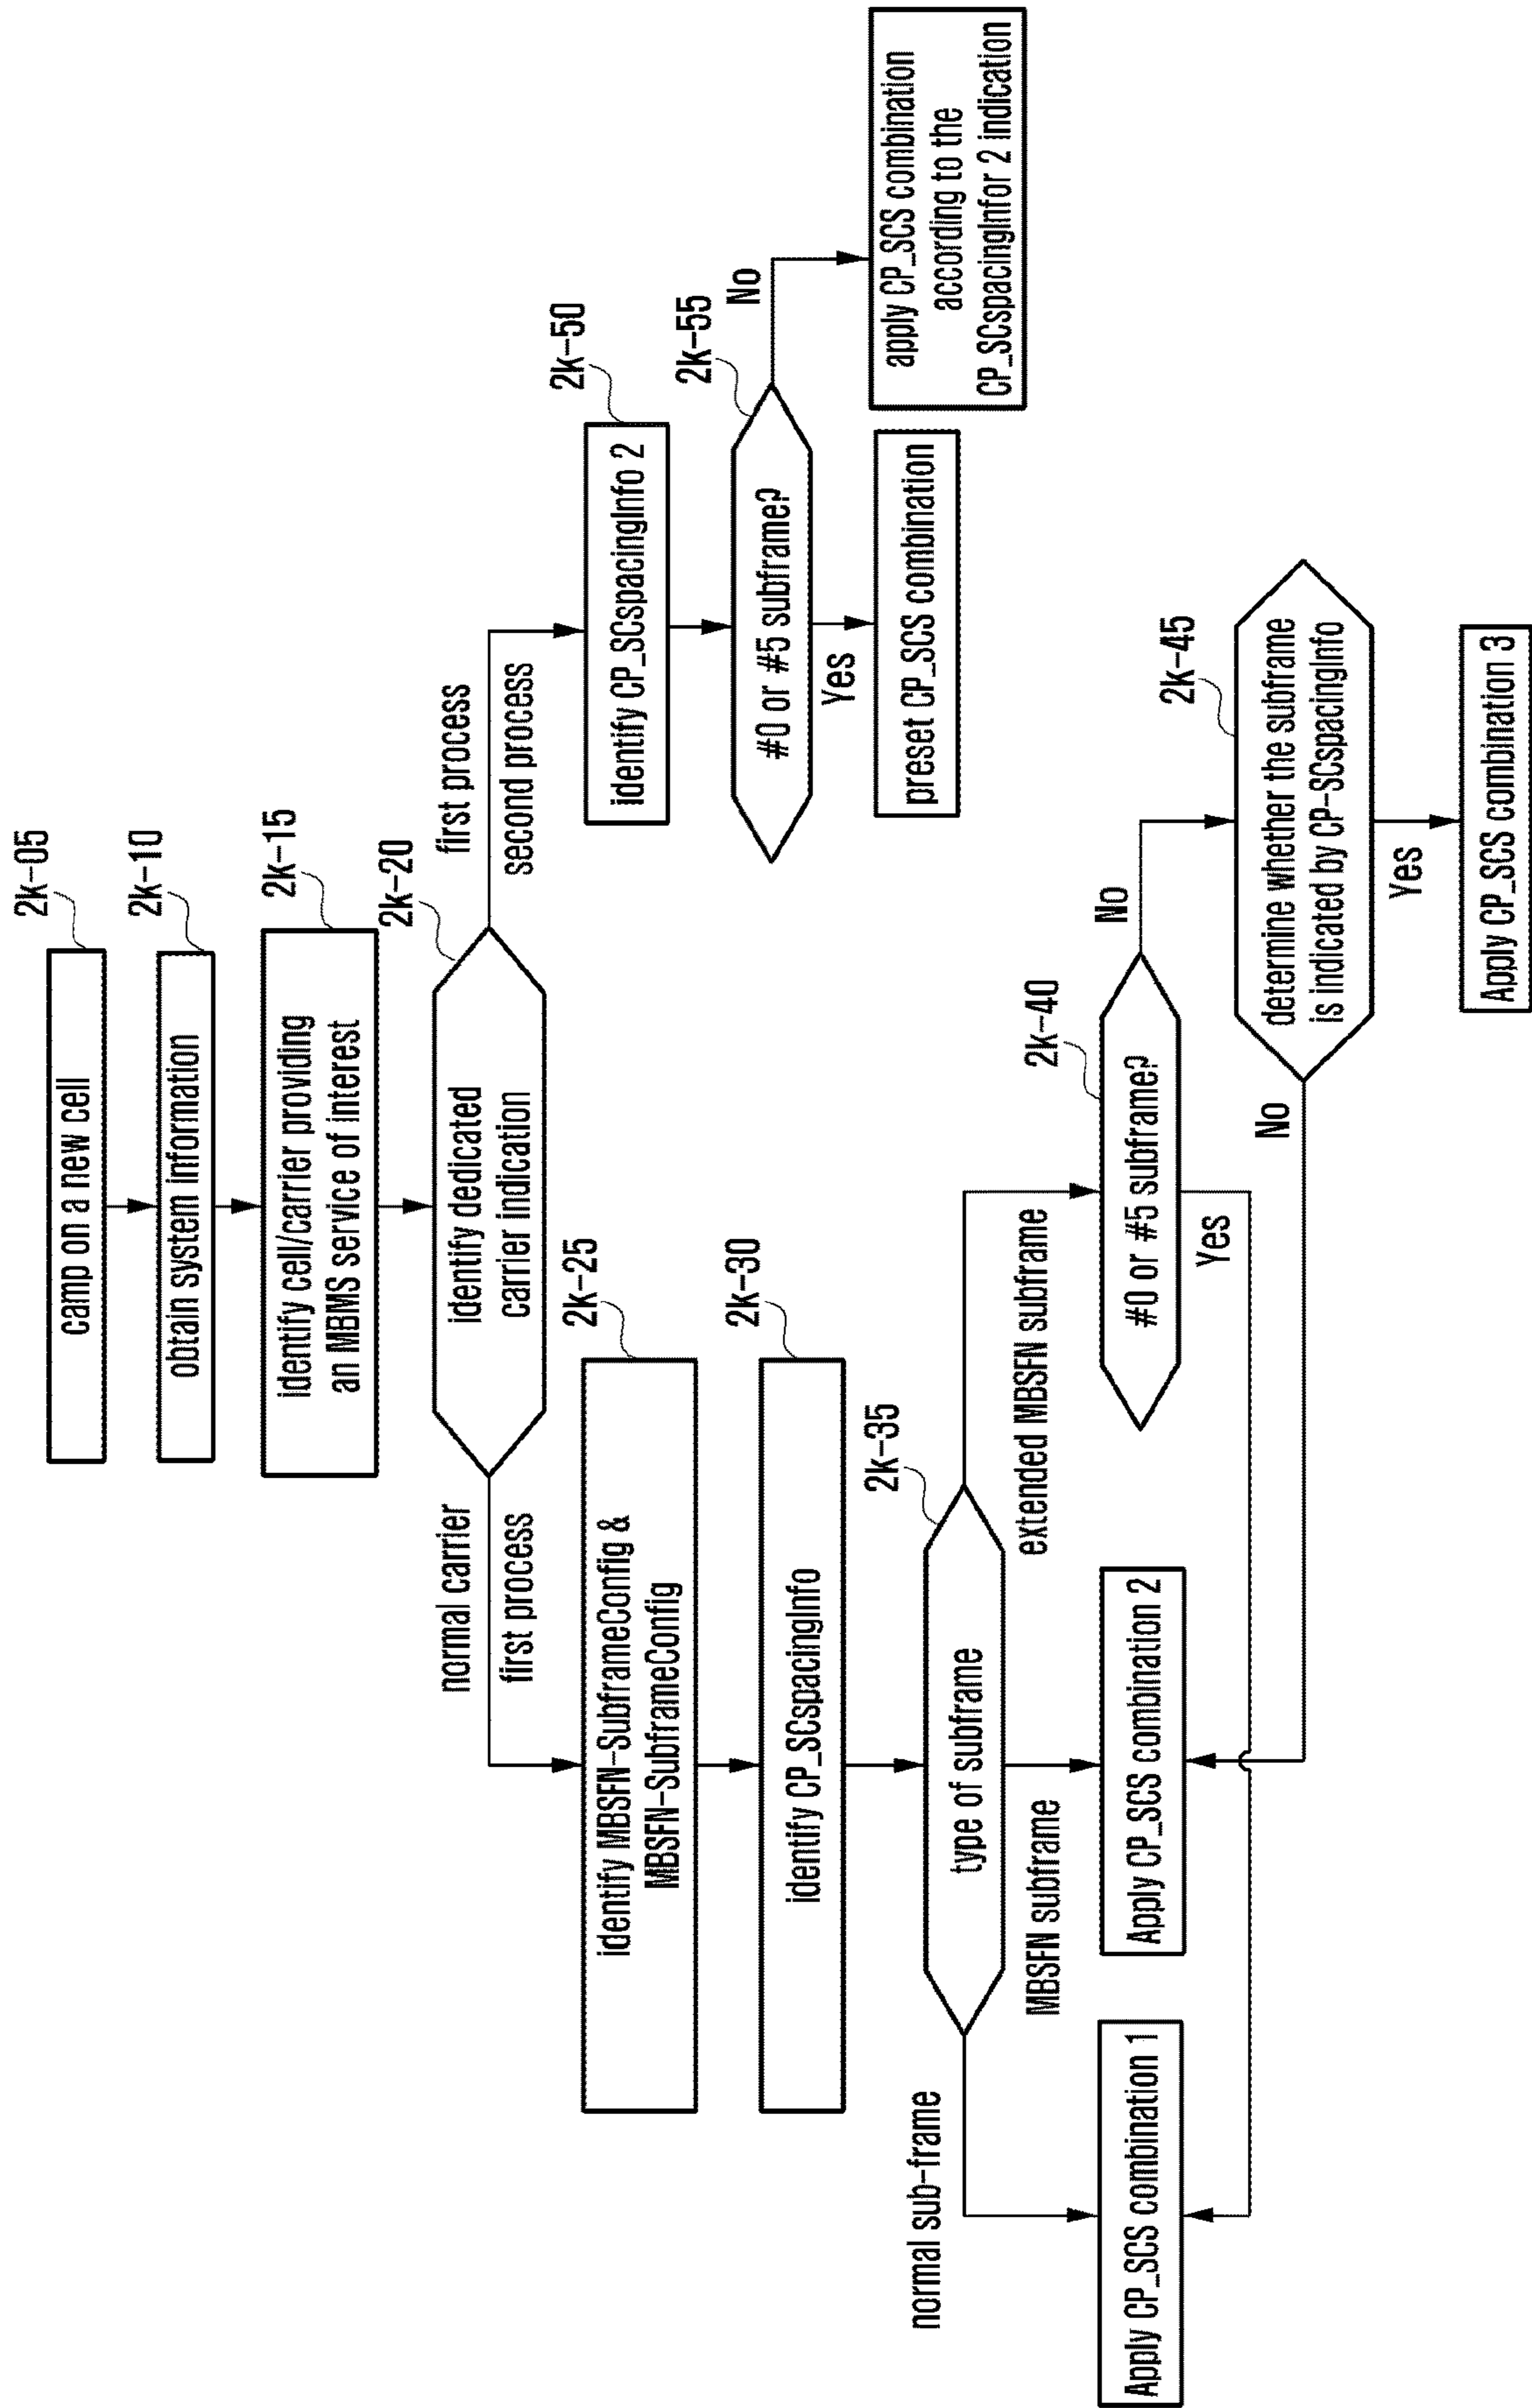 2k-05
camp on a new cell
2k-10
obtain system information
2k-15
identify cell/carrier providing
an MBMS service of interest
2k-20
identify dedicated
carrier indication
normal carrier
first process
first process
second process
2k-25
identify MBSFN-SubframeConfig &
MBSFN-SubframeConfig
2k-50
identify CP_SCspacingInfo 2
2k-30
identify CP_SCspacingInfo
2k-55
#0 or #5 subframe?
No
Yes
preset CP_SCS combination
apply CP_SCS combination
according to the
CP_SCspacingInfor 2 indication
2k-35
type of subframe
normal sub-frame
MBSFN subframe
extended MBSFN subframe
2k-40
#0 or #5 subframe?
No
Yes
Apply CP_SCS combination 1
Apply CP_SCS combination 2
2k-45
determine whether the subframe
is indicated by CP-SCspacingInfo
No
Yes
Apply CP_SCS combination 3